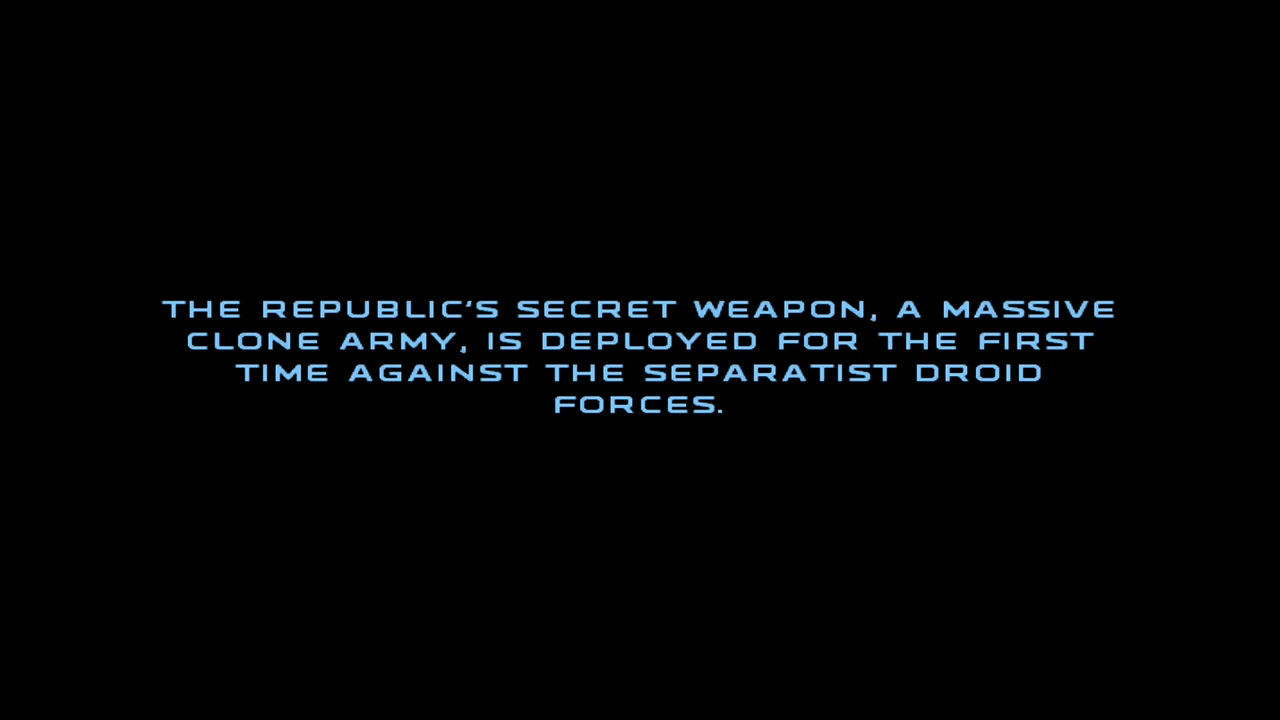 THE REPUBLIC'S SECRET WEAPON, A MASSIVE
CLONE ARMY, IS DEPLOYED FOR THE FIRST
TIME AGAINST THE SEPARATIST DROID
FORCES.